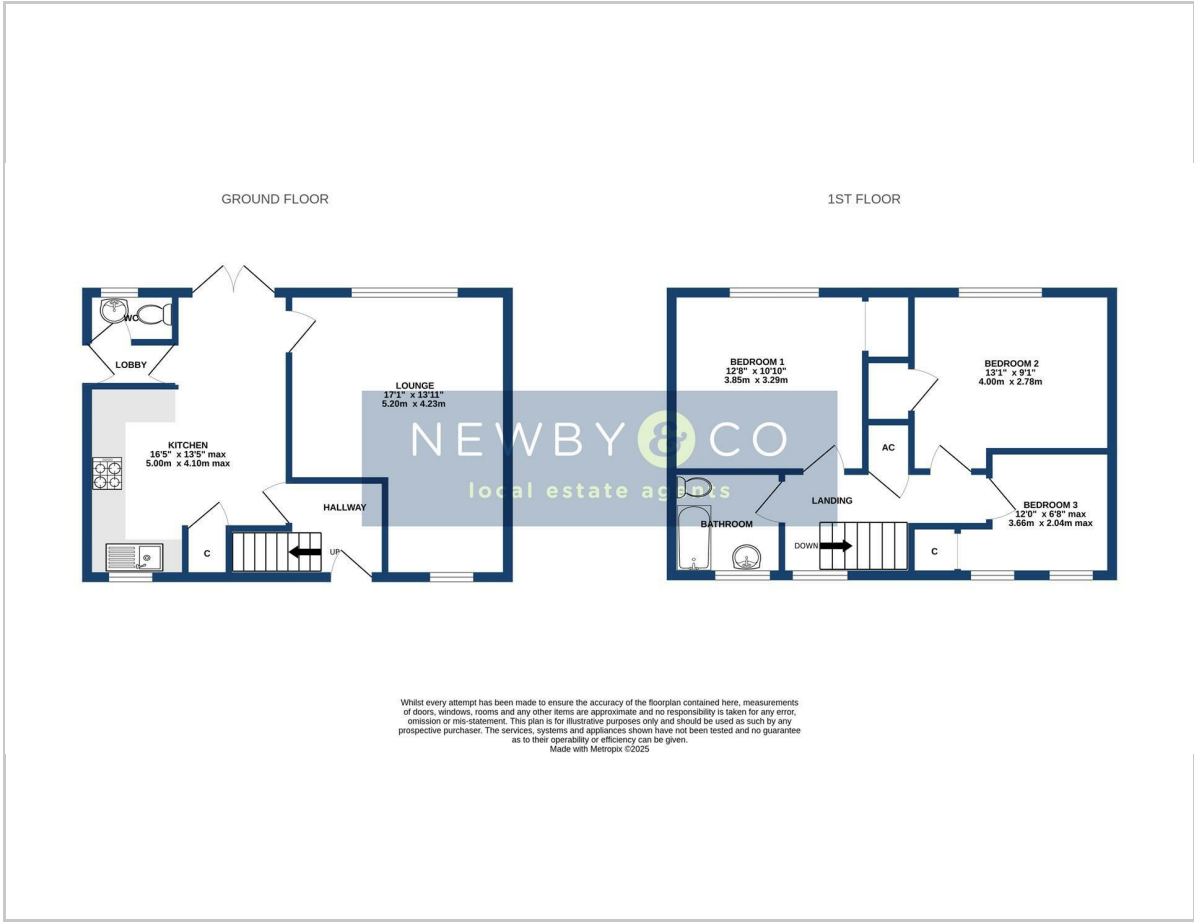 GROUND FLOOR
WC
LOBBY
LOUNGE
17'1" x 13'11"
5.20m x 4.23m
KITCHEN
16'5" x 13'5" max
5.00m x 4.10m max
HALLWAY
C
UP
1ST FLOOR
BEDROOM 1
12'8" x 10'10"
3.85m x 3.29m
BEDROOM 2
13'1" x 9'1"
4.00m x 2.78m
AC
LANDING
BEDROOM 3
12'0" x 6'8" max
3.66m x 2.04m max
BATHROOM
DOWN
C
NEWBY & CO
local estate agents
Whilst every attempt has been made to ensure the accuracy of the floorplan contained here, measurements
of doors, windows, rooms and any other items are approximate and no responsibility is taken for any error,
omission or mis-statement. This plan is for illustrative purposes only and should be used as such by any
prospective purchaser. The services, systems and appliances shown have not been tested and no guarantee
as to their operability or efficiency can be given.
Made with Metropix ©2025